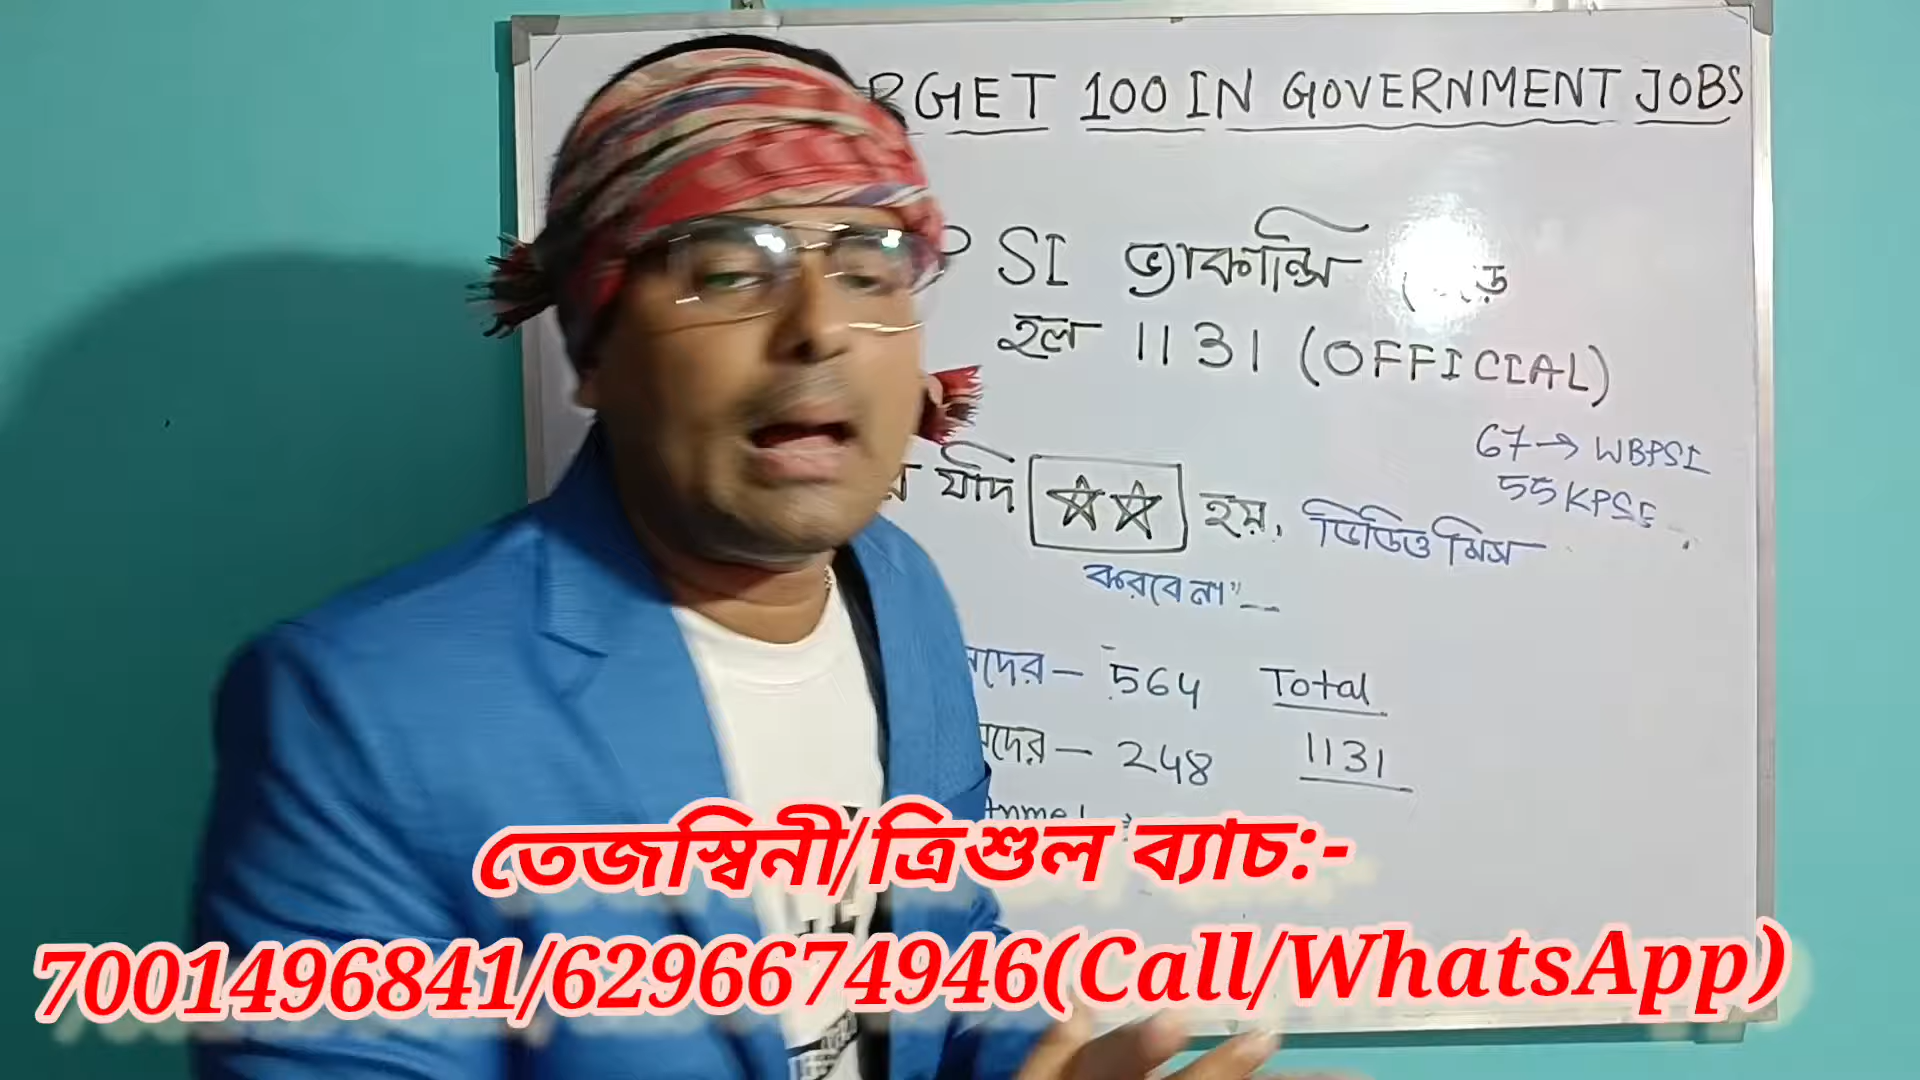 RGET 100 IN GOVERNMENT JOBS
PSI ভাকান্সি
হল 1131 (OFFICIAL)
67→ WBPSI
55 KPSI
যদি ☆☆ হয়. ভিডিও মিস
করবে না" --
দের— 564 Total
দের— 248 1131
তেজস্বিনী/ত্রিশুল ব্যাচ:-
7001496841/6296674946(Call/WhatsApp)